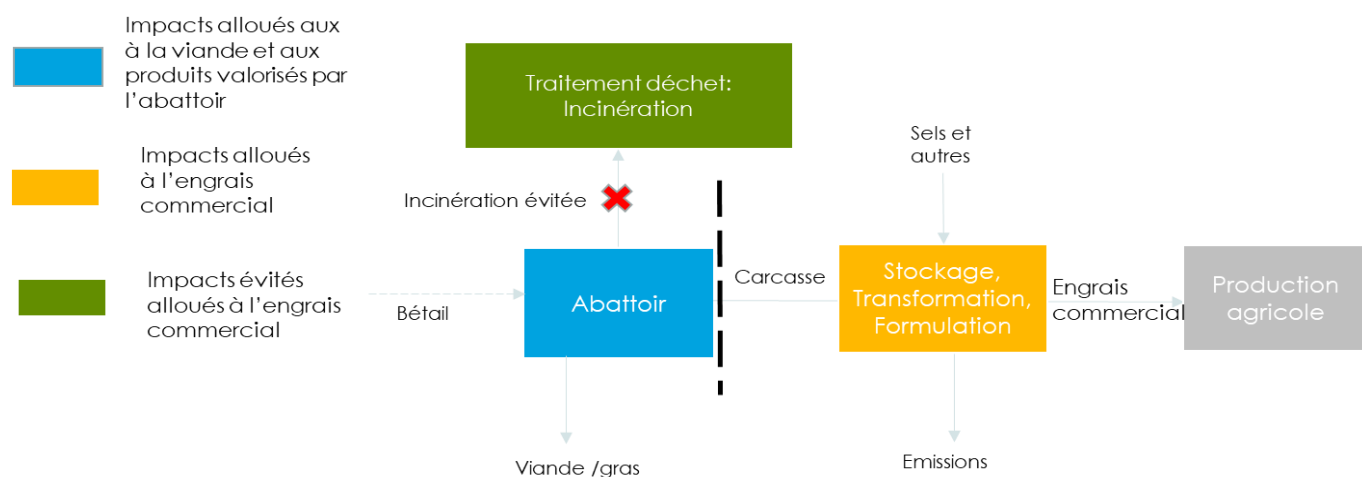 Impacts alloués aux
à la viande et aux
produits valorisés par
l'abattoir
Impacts alloués
à l'engrais
commercial
Impacts évités
alloués à l'engrais
commercial
Traitement déchet:
Incinération
Incinération évitée
Sels et
autres
Bétail
Abattoir
Carcasse
Stockage,
Transformation,
Formulation
Engrais
commercial
Production
agricole
Viande /gras
Emissions